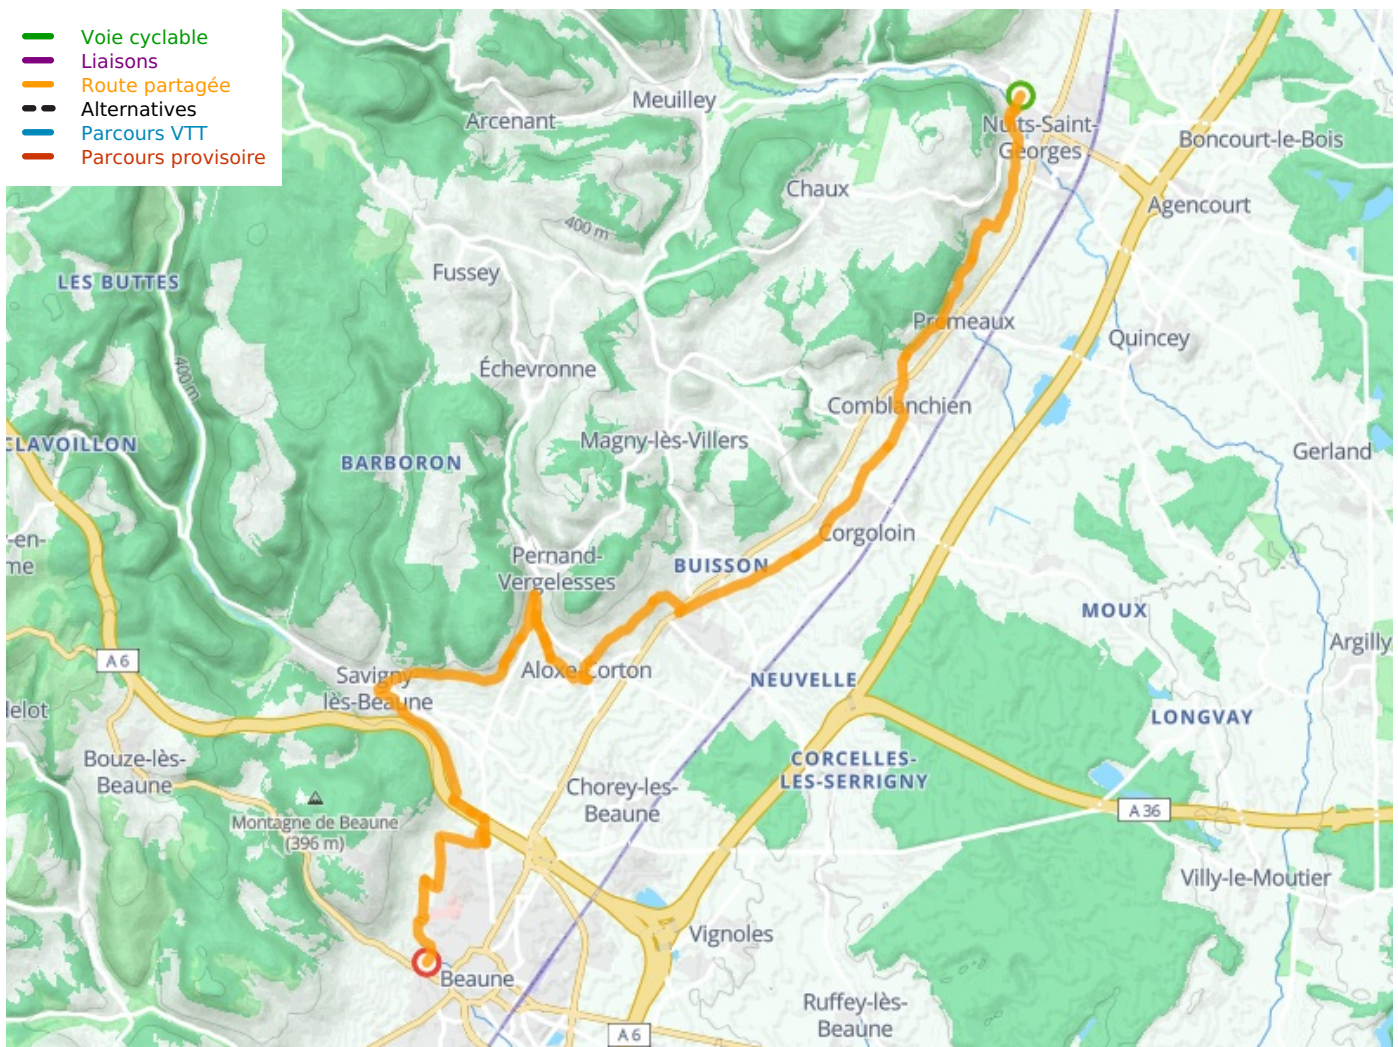 Voie cyclable
Liaisons
Route partagée
Alternatives
Parcours VTT
Parcours provisoire
Meuilley
Arcenant
Nuits-Saint-
Georges
Boncourt-le-Bois
Chaux
Agencourt
400 m
Fussey
LES BUTTES
Premeaux
Quincey
400 m
Échevronne
Comblanchien
CLAVOILLON
Magny-lès-Villers
Gerland
BARBORON
Corgoloin
-en-
me
Pernand-
Vergelesses
BUISSON
MOUX
Argilly
A 6
Savigny-
lès-Beaune
Aloxe-Corton
NEUVELLE
elot
LONGVAY
Bouze-lès-
Beaune
CORCELLES-
LES-SERRIGNY
Chorey-les-
Beaune
A 36
Montagne de Beaune
(396 m)
Villy-le-Moutier
Vignoles
Beaune
Ruffey-lès-
Beaune
A 6